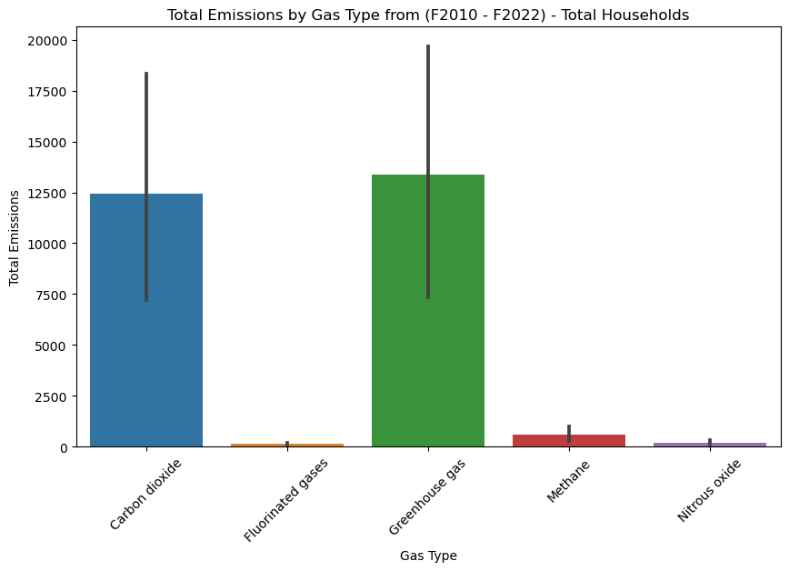 Total Emissions by Gas Type from (F2010 - F2022) - Total Households
20000
17500
15000
12500
10000
7500
5000
2500
0
Total Emissions
Carbon dioxide
Fluorinated gases
Greenhouse gas
Methane
Nitrous oxide
Gas Type